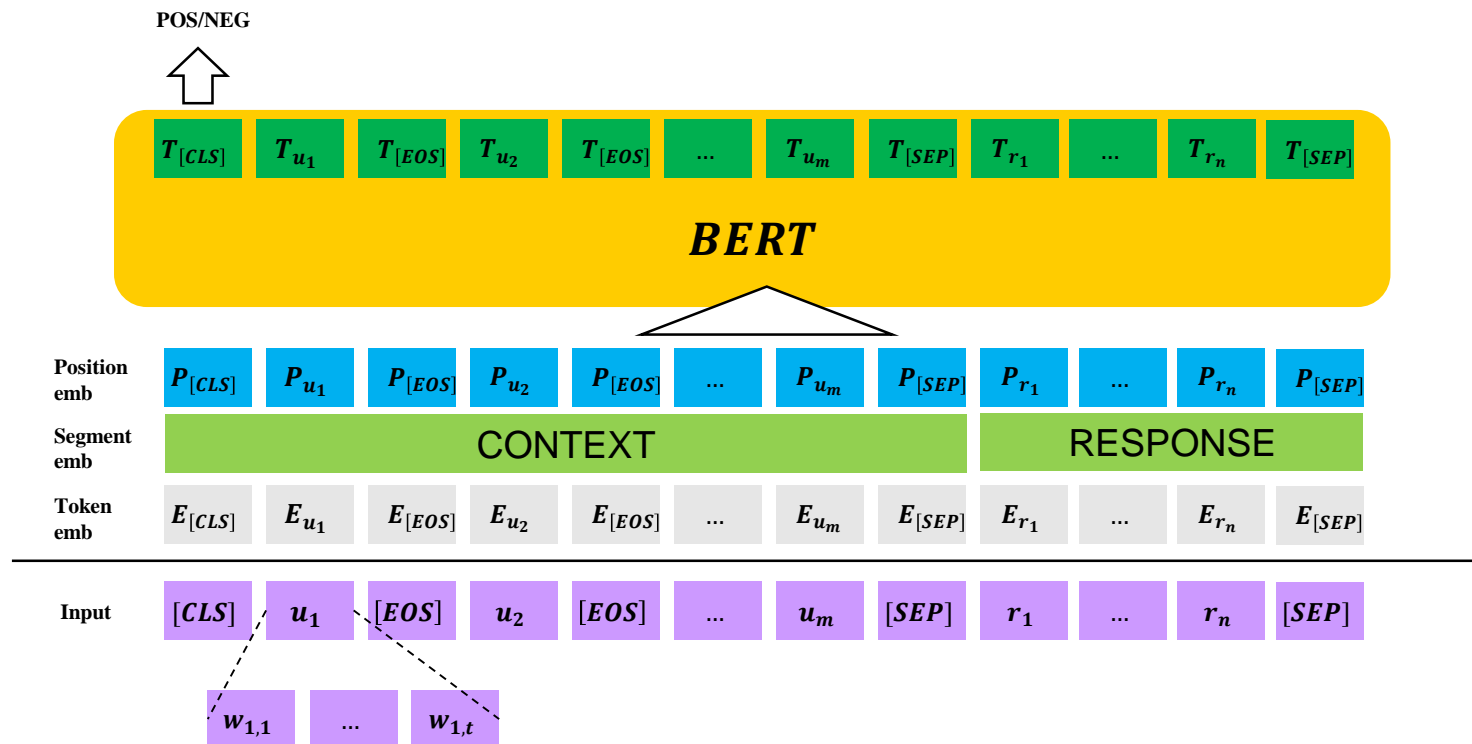 POS/NEG
T[CLS] Tu1 T[EOS] Tu2 T[EOS] ... Tum T[SEP] Tr1 ... Trn T[SEP]
BERT
Position
emb
P[CLS] Pu1 P[EOS] Pu2 P[EOS] ... Pum P[SEP] Pr1 ... Prn P[SEP]
Segment
emb
CONTEXT RESPONSE
Token
emb
E[CLS] Eu1 E[EOS] Eu2 E[EOS] ... Eum E[SEP] Er1 ... Ern E[SEP]
Input [CLS] u1 [EOS] u2 [EOS] ... um [SEP] r1 ... rn [SEP]
w1,1 ... w1,t